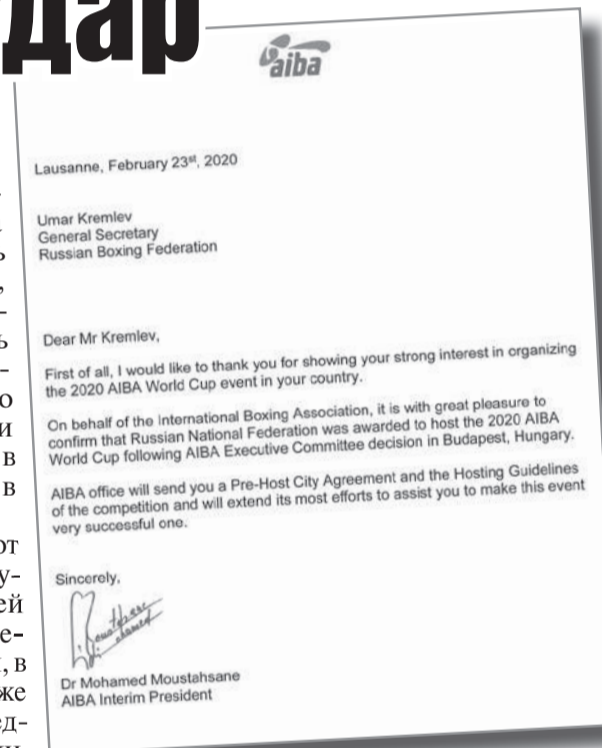 дар
aiba
Lausanne, February 23st, 2020
Umar Kremlev
General Secretary
Russian Boxing Federation
Dear Mr Kremlev,
First of all, I would like to thank you for showing your strong interest in organizing
the 2020 AIBA World Cup event in your country.
On behalf of the International Boxing Association, it is with great pleasure to
confirm that Russian National Federation was awarded to host the 2020 AIBA
World Cup following AIBA Executive Committee decision in Budapest, Hungary.
AIBA office will send you a Pre-Host City Agreement and the Hosting Guidelines
of the competition and will extend its most efforts to assist you to make this event
very successful one.
Sincerely,
Dr Mohamed Moustahsane
AIBA Interim President